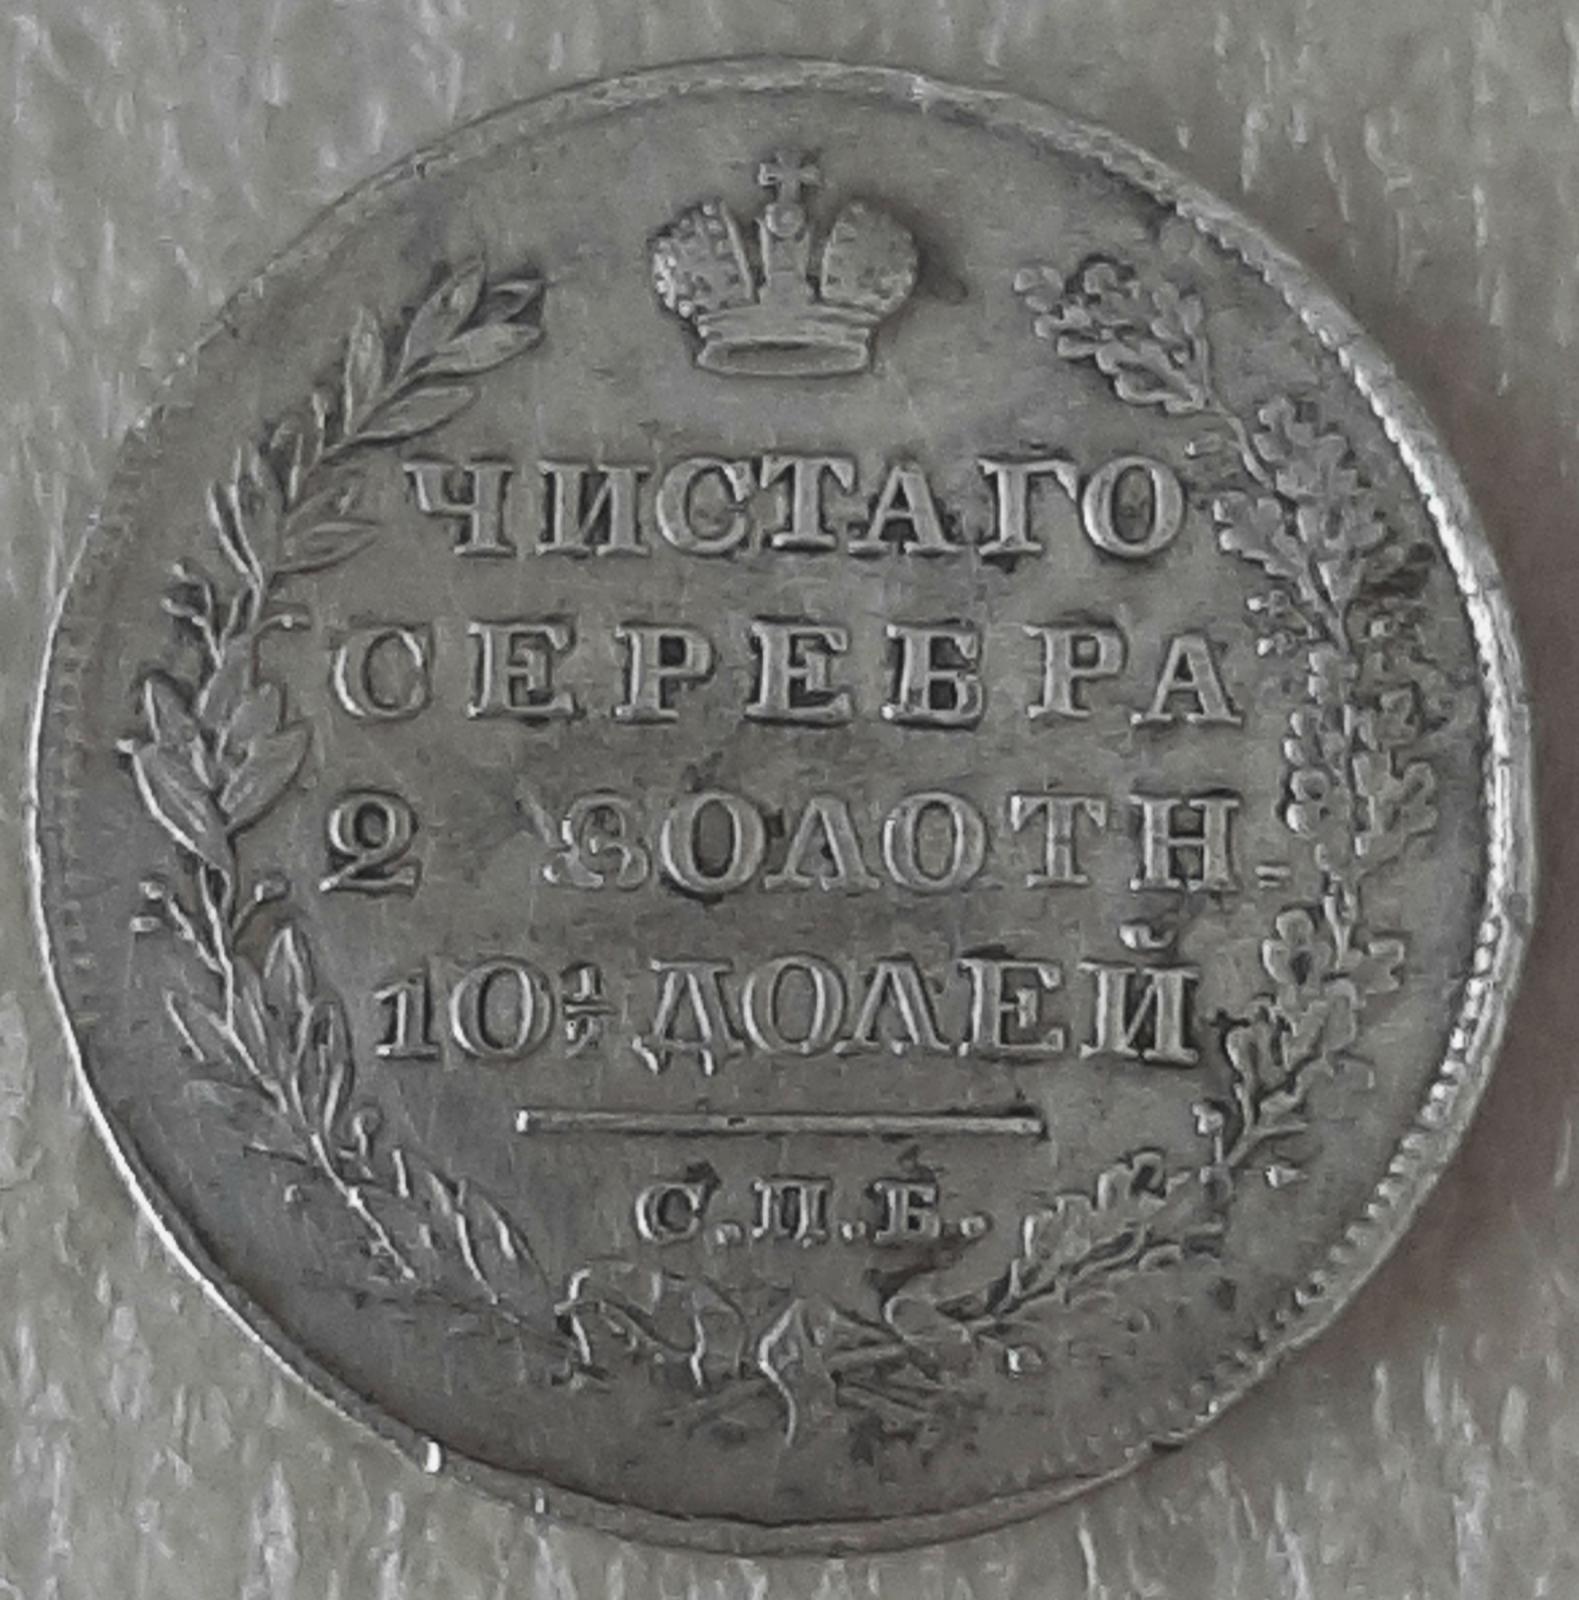 ЧИСТАГО
СЕРЕБРА
2 ЗОЛОТН.
10½ ДОЛЕЙ
С.П.Б.